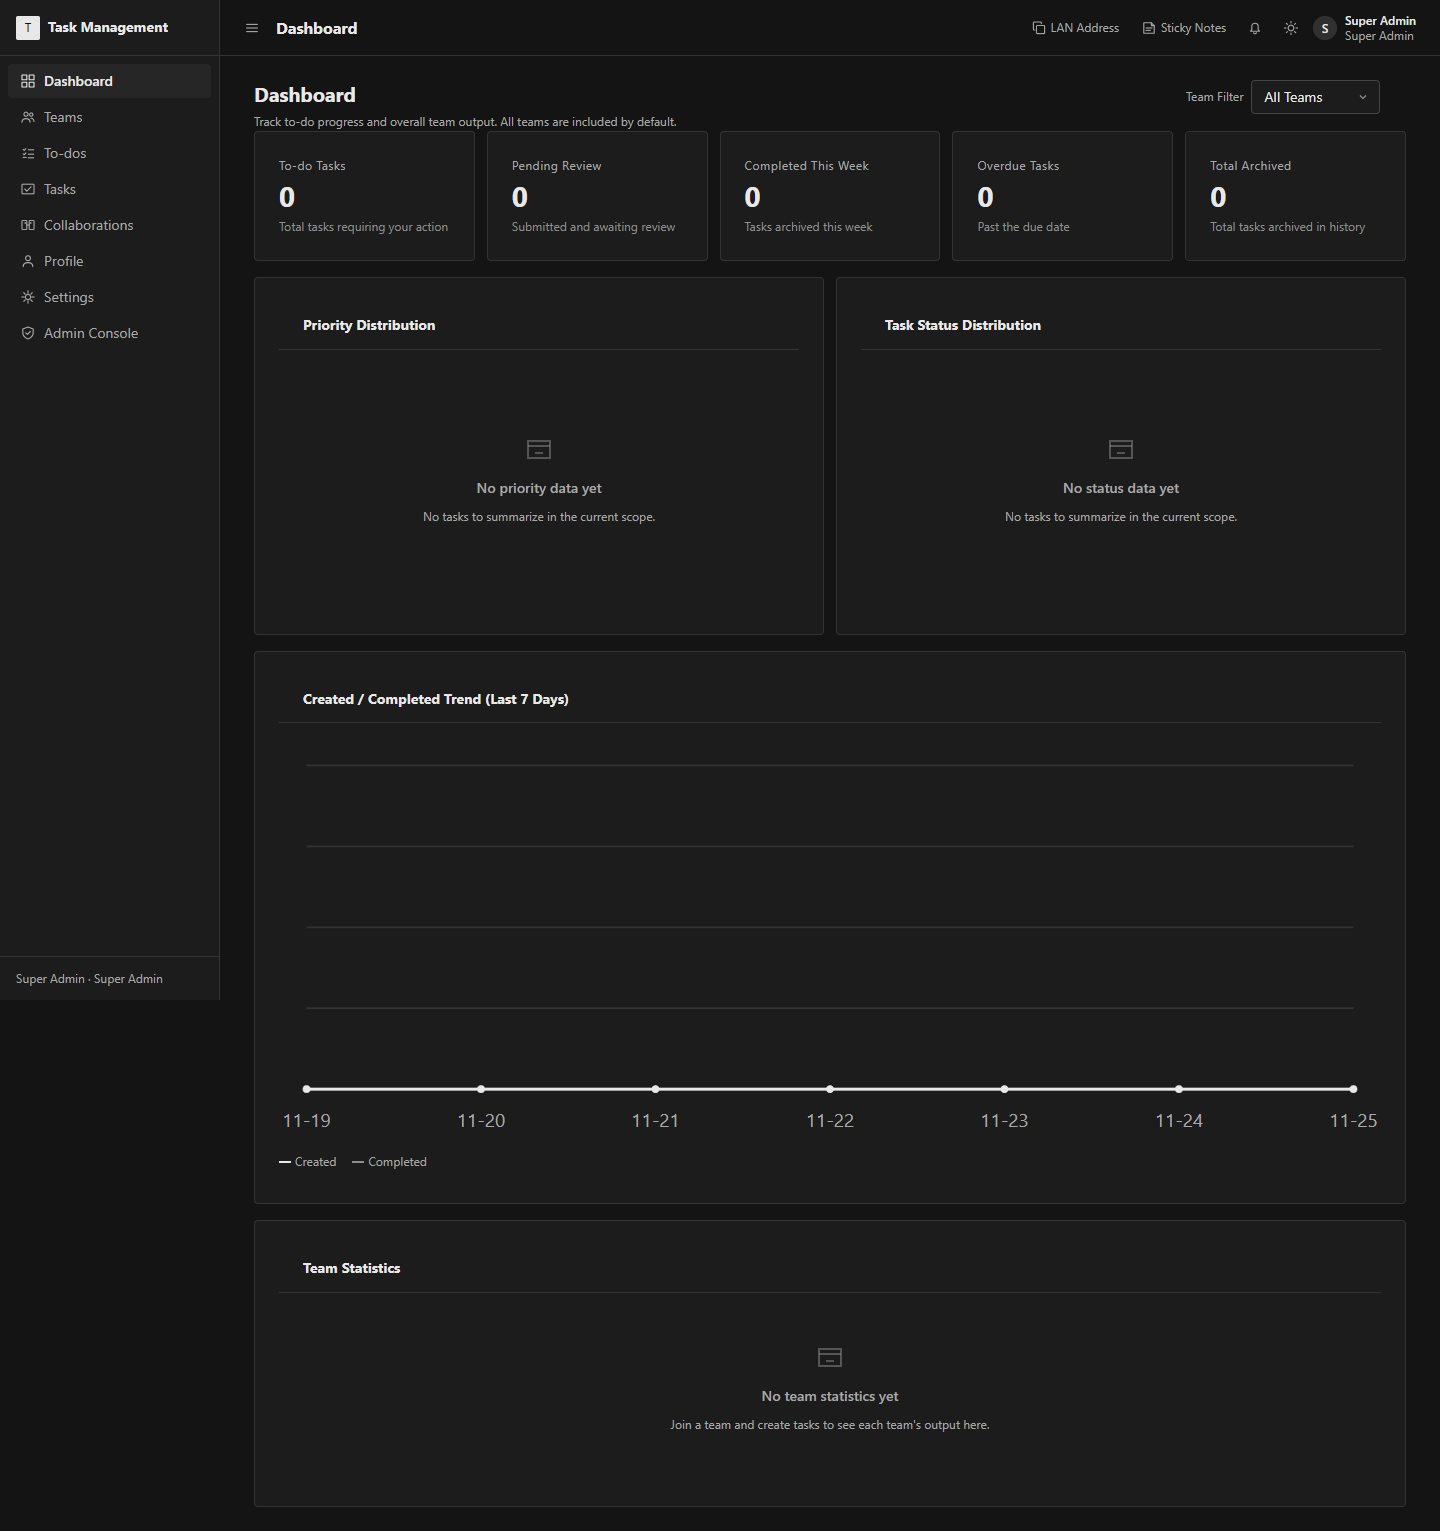 T Task Management
Dashboard
LAN Address
Sticky Notes
S
Super Admin
Super Admin
Dashboard
Teams
To-dos
Tasks
Collaborations
Profile
Settings
Admin Console
Super Admin · Super Admin
Dashboard
Track to-do progress and overall team output. All teams are included by default.
Team Filter
All Teams
To-do Tasks
0
Total tasks requiring your action
Pending Review
0
Submitted and awaiting review
Completed This Week
0
Tasks archived this week
Overdue Tasks
0
Past the due date
Total Archived
0
Total tasks archived in history
Priority Distribution
No priority data yet
No tasks to summarize in the current scope.
Task Status Distribution
No status data yet
No tasks to summarize in the current scope.
Created / Completed Trend (Last 7 Days)
11-19 11-20 11-21 11-22 11-23 11-24 11-25
Created Completed
Team Statistics
No team statistics yet
Join a team and create tasks to see each team's output here.